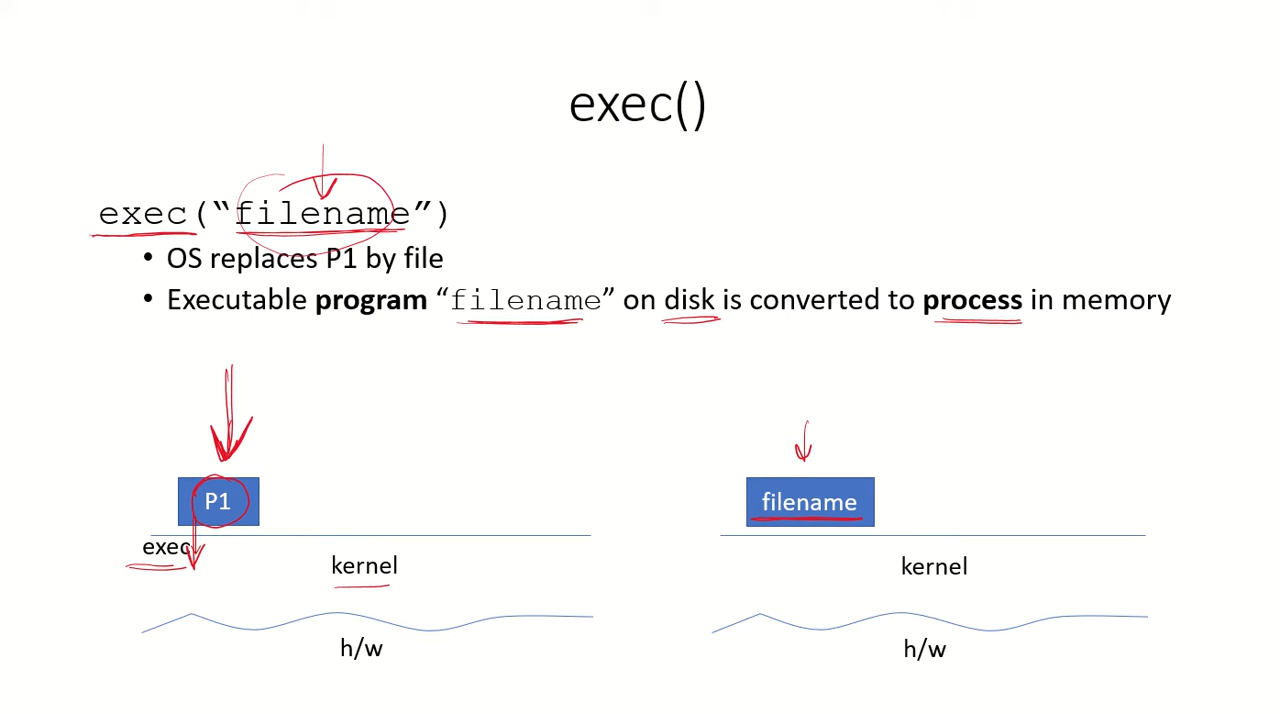 exec()
exec(“filename”)
• OS replaces P1 by file
• Executable program “filename” on disk is converted to process in memory
P1
filename
exec
kernel
kernel
h/w
h/w